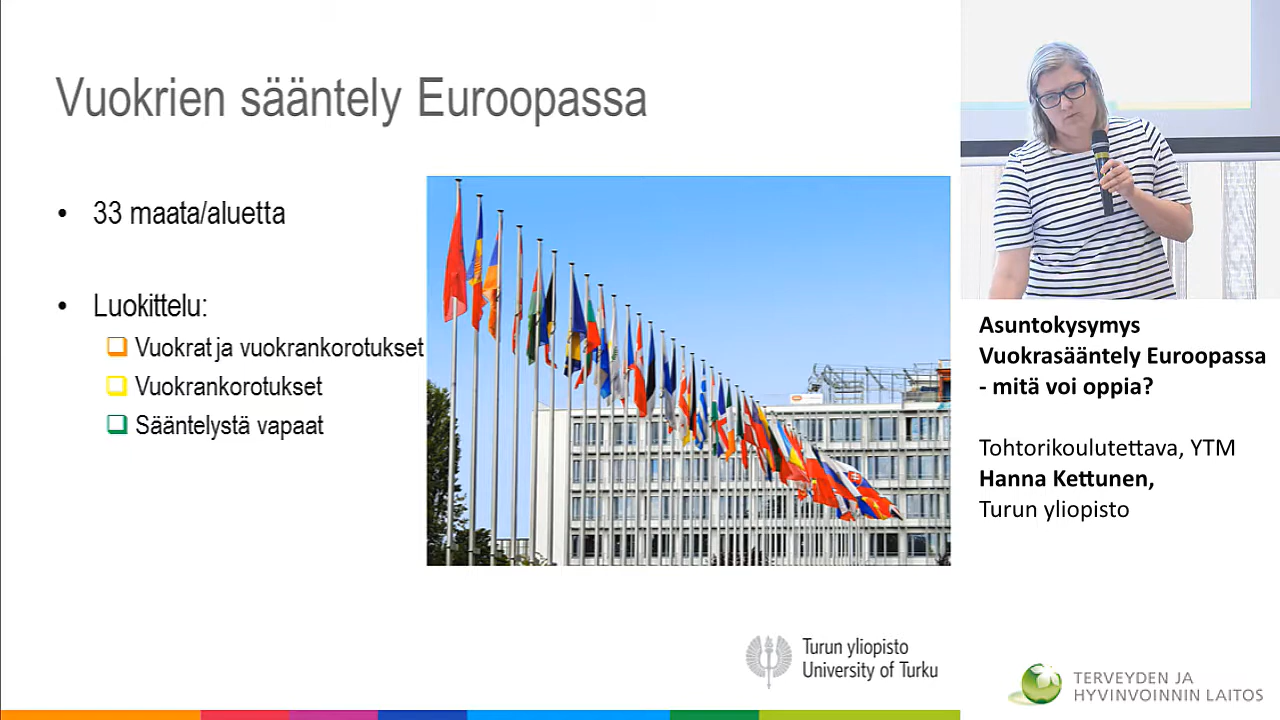 Vuokrien sääntely Euroopassa
• 33 maata/aluetta
• Luokittelu:
Vuokrat ja vuokrankorotukset
Vuokrankorotukset
Sääntelystä vapaat
Turun yliopisto
University of Turku
Asuntokysymys
Vuokrasääntely Euroopassa
- mitä voi oppia?
Tohtorikoulutettava, YTM
Hanna Kettunen,
Turun yliopisto
TERVEYDEN JA
HYVINVOINNIN LAITOS